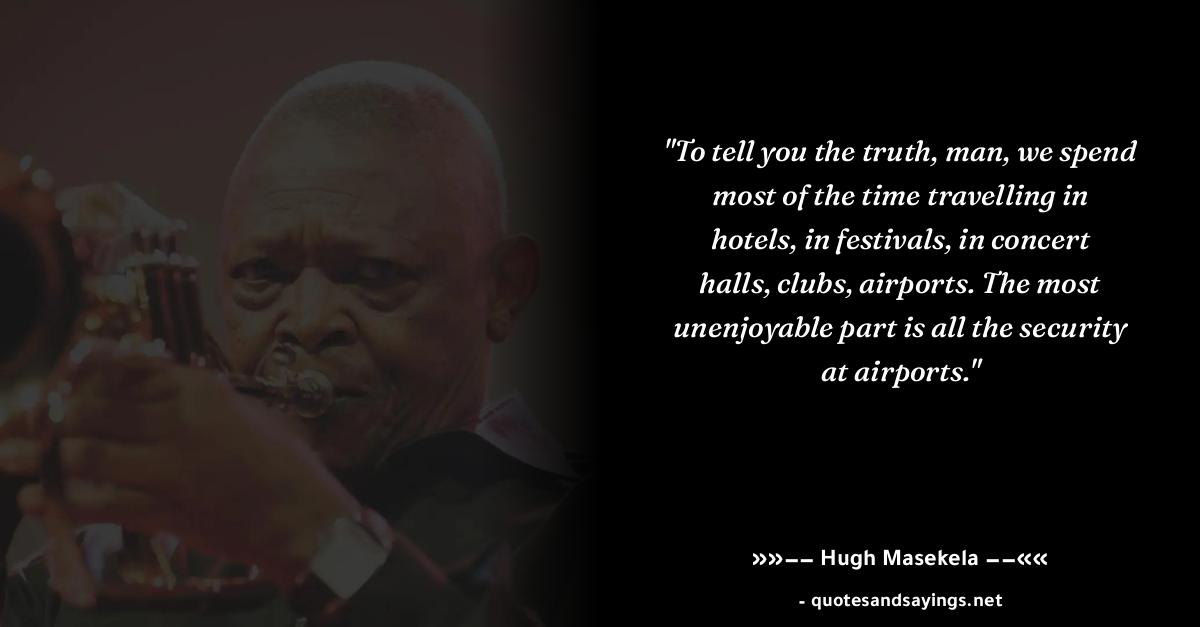 "To tell you the truth, man, we spend
most of the time travelling in
hotels, in festivals, in concert
halls, clubs, airports. The most
unenjoyable part is all the security
at airports."
»»–– Hugh Masekela ––««
- quotesandsayings.net